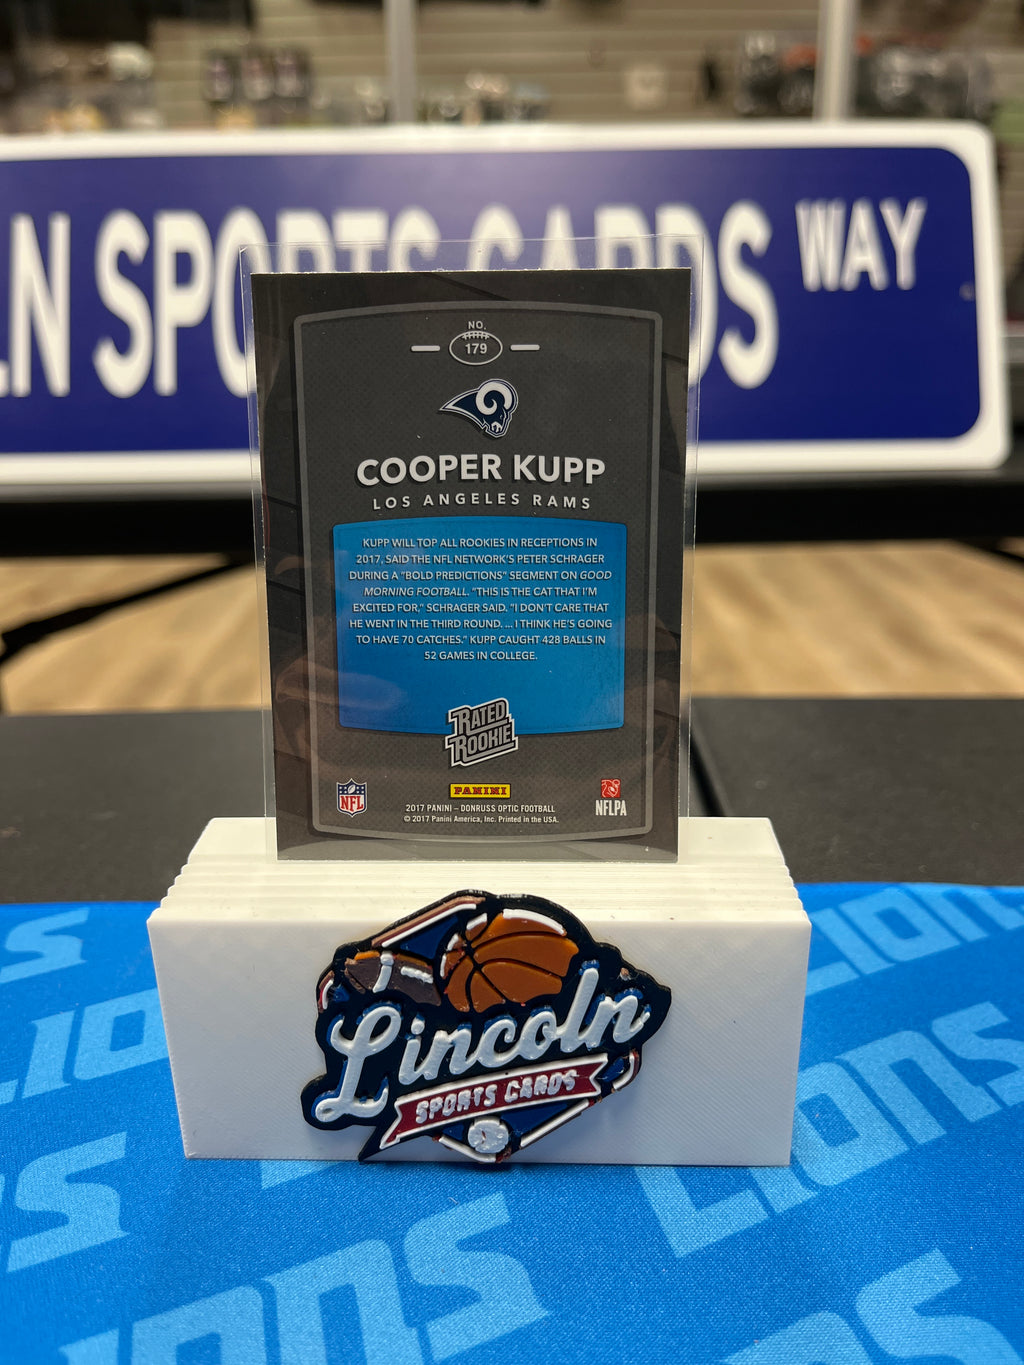 LN SPORTS CARDS WAY
NO.
179
COOPER KUPP
LOS ANGELES RAMS
KUPP WILL TOP ALL ROOKIES IN RECEPTIONS IN
2017, SAID THE NFL NETWORK'S PETER SCHRAGER
DURING A "BOLD PREDICTIONS" SEGMENT ON GOOD
MORNING FOOTBALL. "THIS IS THE CAT THAT I'M
EXCITED FOR," SCHRAGER SAID. "I DON'T CARE THAT
HE WENT IN THE THIRD ROUND. ... I THINK HE'S GOING
TO HAVE 70 CATCHES." KUPP CAUGHT 428 BALLS IN
52 GAMES IN COLLEGE.
RATED
ROOKIE
NFL
PANINI
NFLPA
2017 PANINI – DONRUSS OPTIC FOOTBALL
© 2017 Panini America, Inc. Printed in the USA.
Lincoln
SPORTS CARDS
S
LIONS
LIO
LIONS
S
LIONS